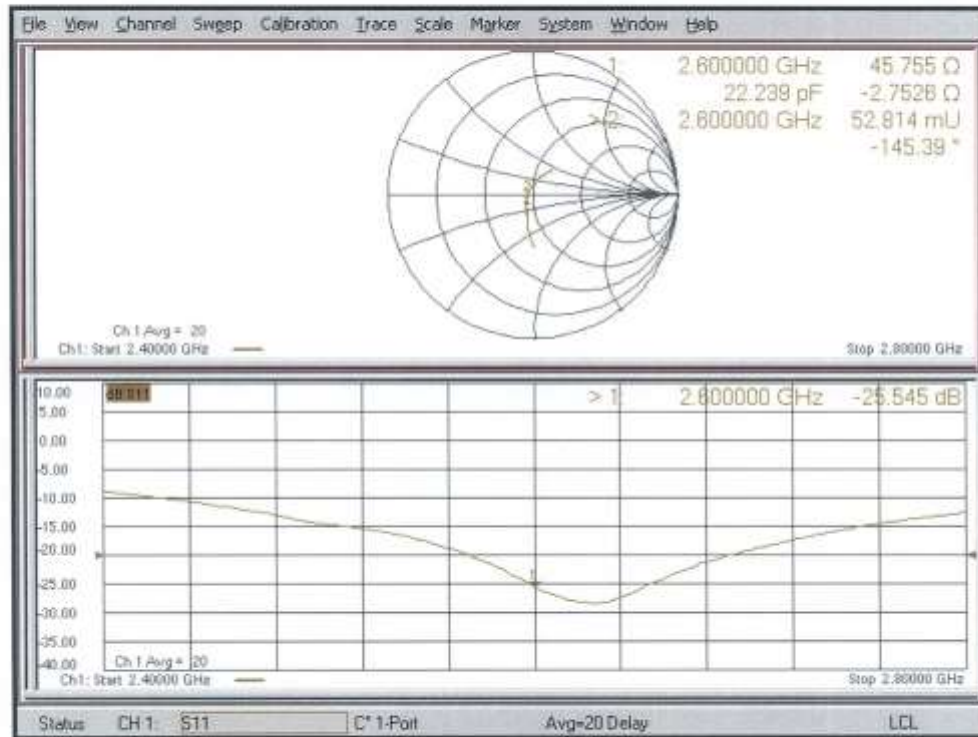 File View Channel Sweep Calibration Trace Scale Marker System Window Help
1 2.600000 GHz 45.755 Ω
22.239 pF -2.7526 Ω
> 2 2.600000 GHz 52.814 mU
-145.39 °
Ch 1 Avg = 20
Ch1: Start 2.40000 GHz Stop 2.80000 GHz
10.00 dB S11 > 1 2.600000 GHz -25.545 dB
5.00
0.00
-5.00
-10.00
-15.00
-20.00
-25.00 1
-30.00
-35.00
-40.00 Ch 1 Avg = 20
Ch1: Start 2.40000 GHz Stop 2.80000 GHz
Status CH 1: S11 C* 1-Port Avg=20 Delay LCL